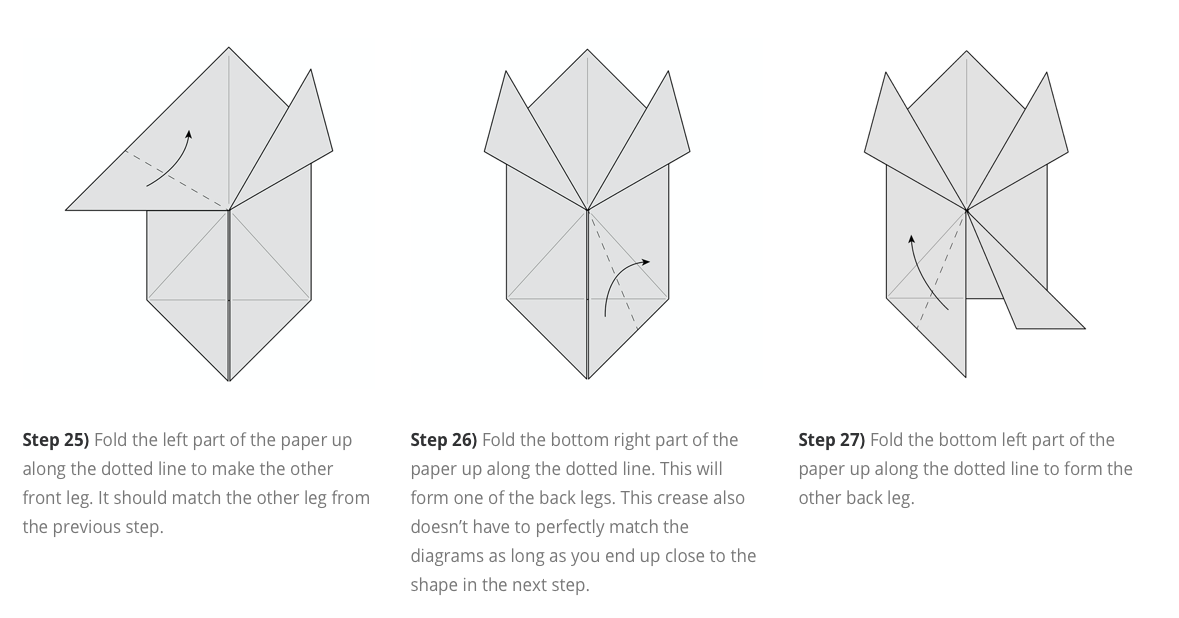 Step 25) Fold the left part of the paper up
along the dotted line to make the other
front leg. It should match the other leg from
the previous step.
Step 26) Fold the bottom right part of the
paper up along the dotted line. This will
form one of the back legs. This crease also
doesn’t have to perfectly match the
diagrams as long as you end up close to the
shape in the next step.
Step 27) Fold the bottom left part of the
paper up along the dotted line to form the
other back leg.